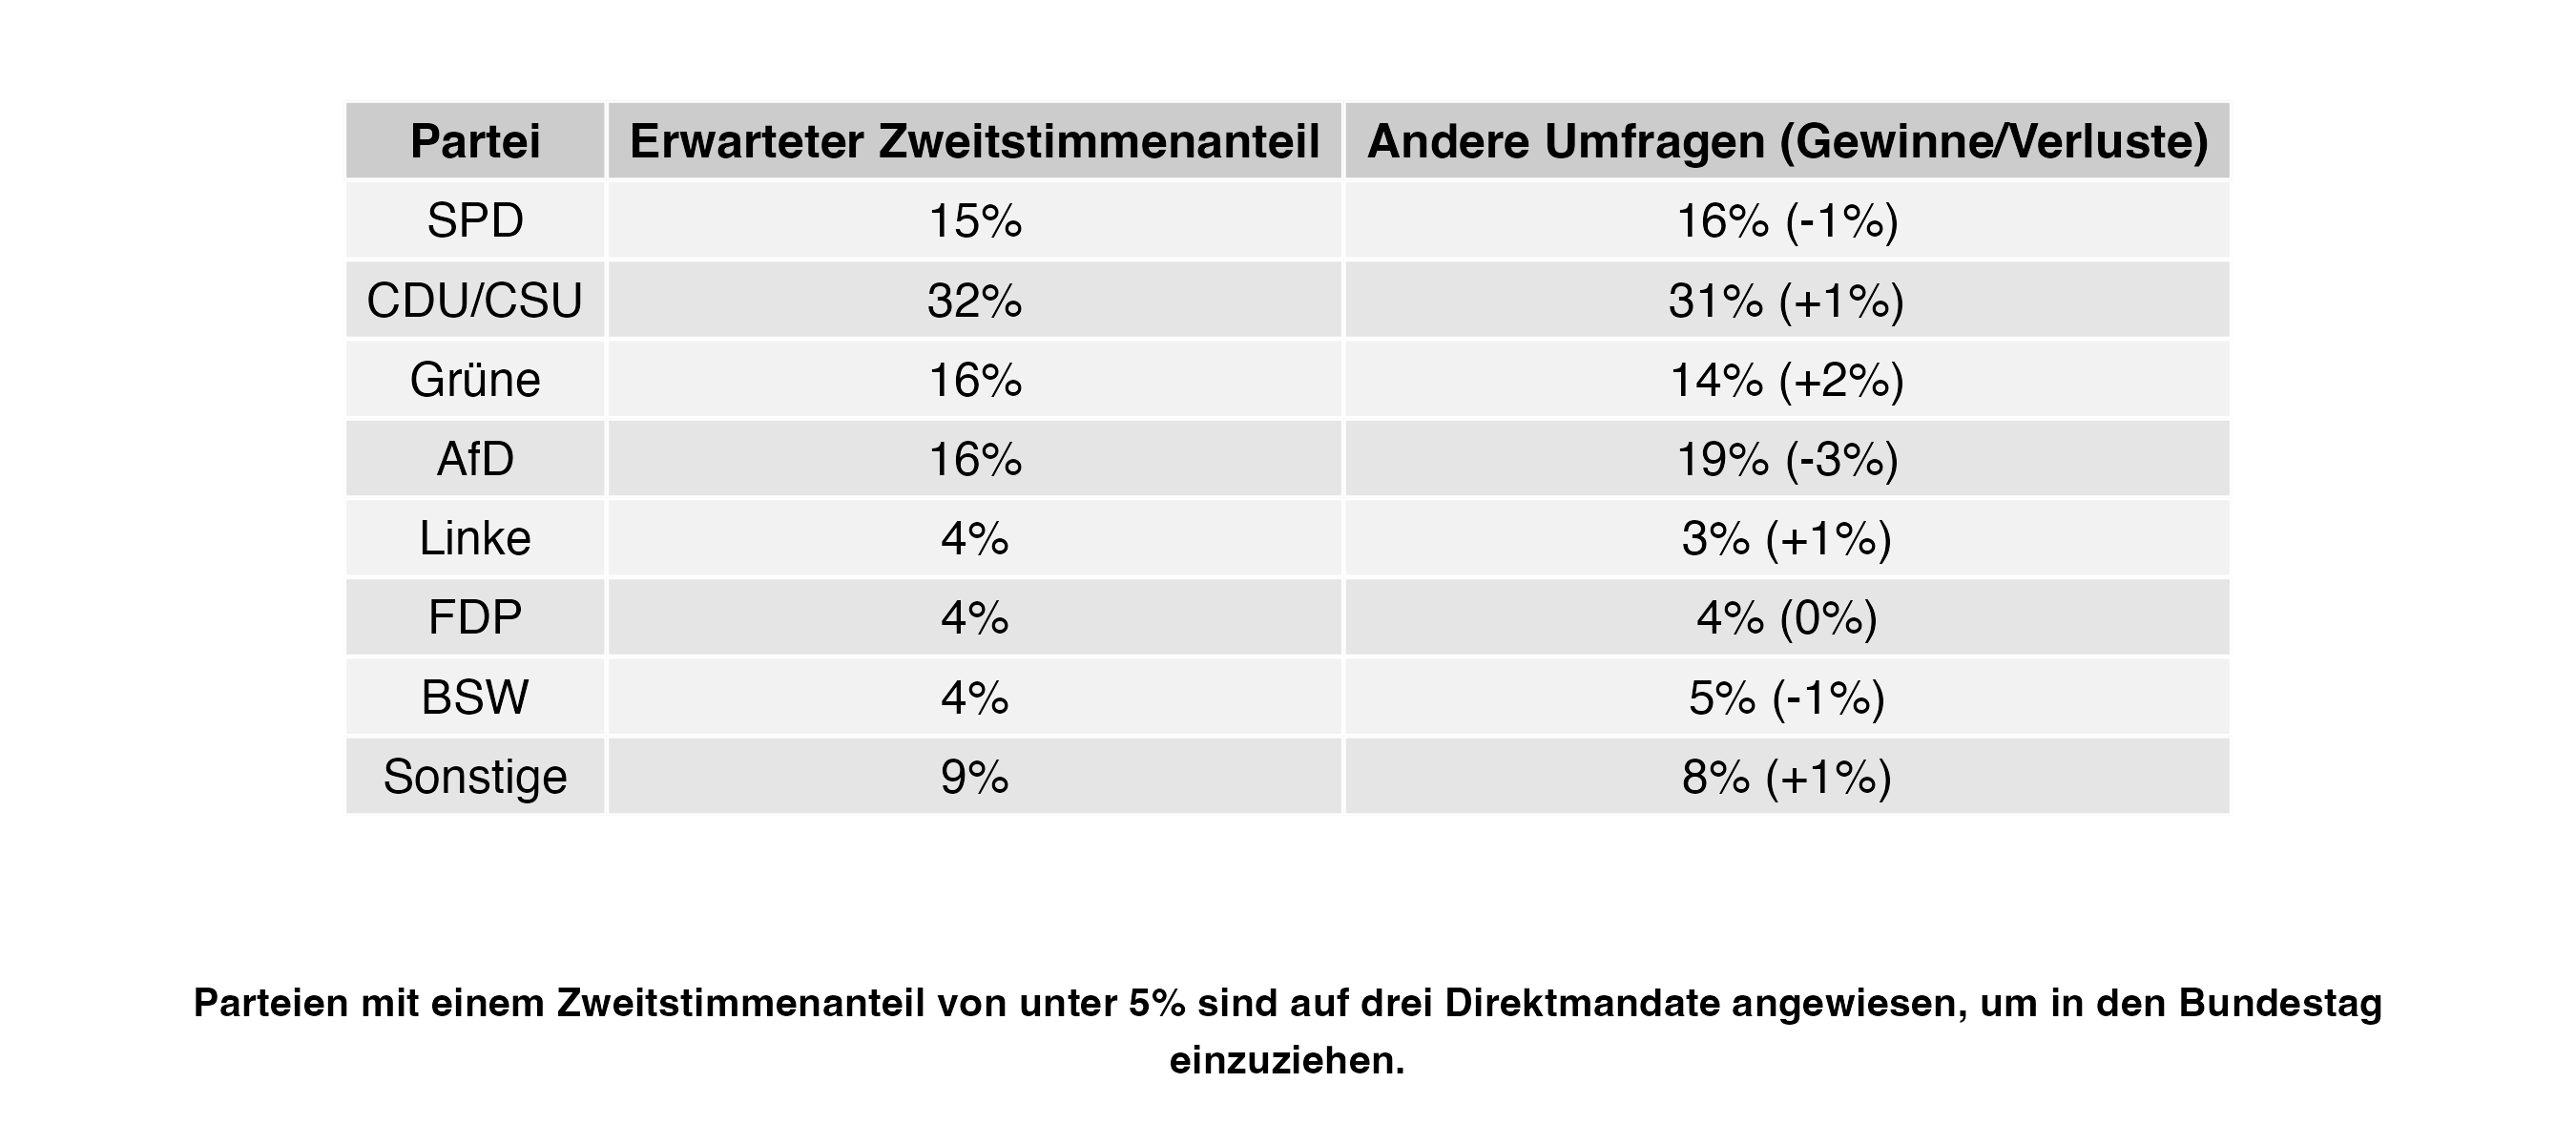 Partei Erwarteter Zweitstimmenanteil Andere Umfragen (Gewinne/Verluste)
SPD 15% 16% (-1%)
CDU/CSU 32% 31% (+1%)
Grüne 16% 14% (+2%)
AfD 16% 19% (-3%)
Linke 4% 3% (+1%)
FDP 4% 4% (0%)
BSW 4% 5% (-1%)
Sonstige 9% 8% (+1%)
Parteien mit einem Zweitstimmenanteil von unter 5% sind auf drei Direktmandate angewiesen, um in den Bundestag
einzuziehen.